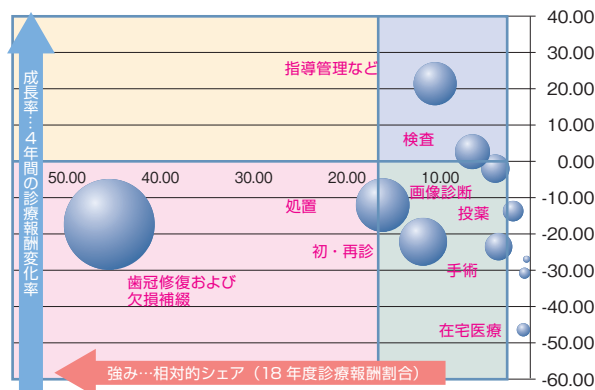 40.00
指導管理など
30.00
20.00
検査
10.00
0.00
50.00 40.00 30.00 20.00 10.00
画像診断
-10.00
処置
投薬
-20.00
初・再診
手術
-30.00
歯冠修復および
欠損補綴
-40.00
在宅医療
-50.00
-60.00
成長率…4年間の診療報酬変化率
強み…相対的シェア（18 年度診療報酬割合）